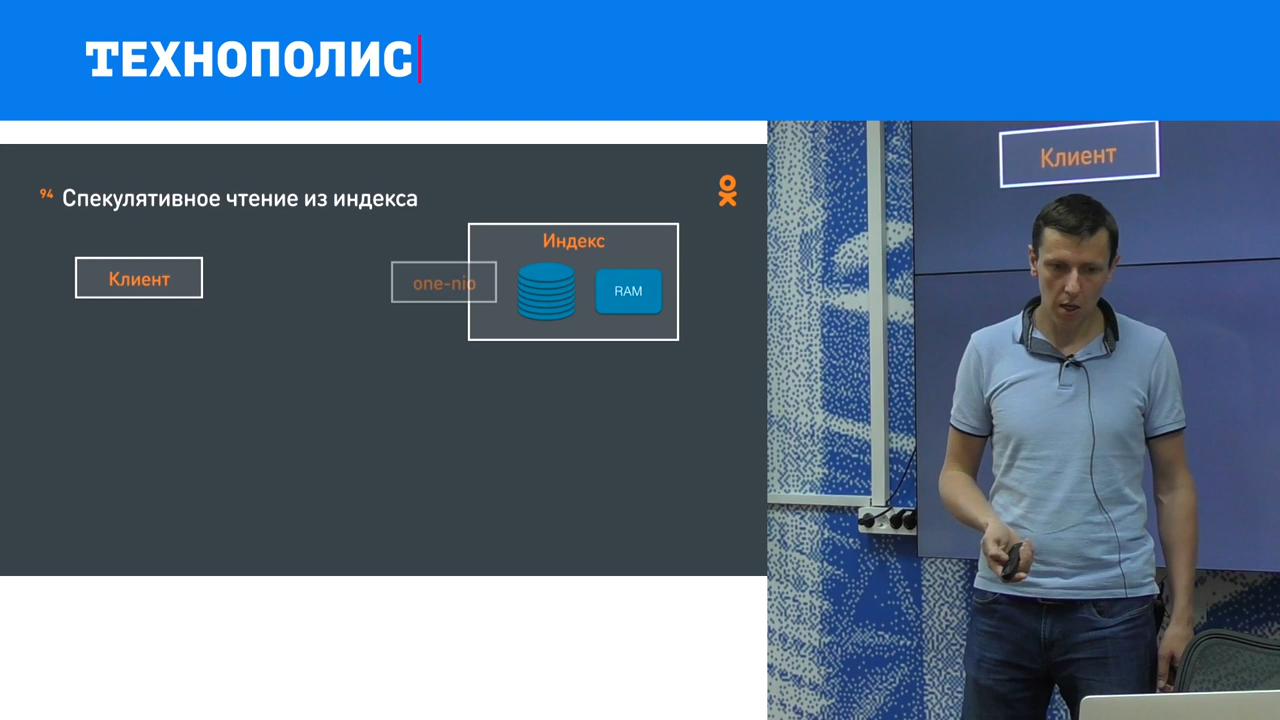 ТЕХНОПОЛИС
94 Спекулятивное чтение из индекса
Клиент
one-nio
Индекс
RAM
Клиент